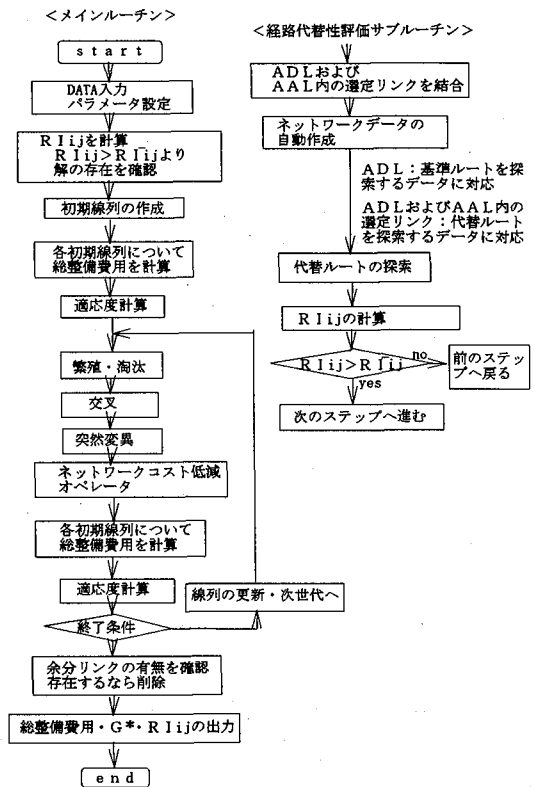 ＜メインルーチン＞
ｓｔａｒｔ
DATA入力
パラメータ設定
ＲＩijを計算
ＲＩij＞ＲＩijより
解の存在を確認
初期線列の作成
各初期線列について
総整備費用を計算
適応度計算
繁殖・淘汰
交叉
突然変異
ネットワークコスト低減
オペレータ
各初期線列について
総整備費用を計算
適応度計算
線列の更新・次世代へ
終了条件
余分リンクの有無を確認
存在するなら削除
総整備費用・Ｇ*・ＲＩijの出力
ｅｎｄ
＜経路代替性評価サブルーチン＞
ＡＤＬおよび
ＡＡＬ内の選定リンクを結合
ネットワークデータの
自動作成
ＡＤＬ：基準ルートを探
索するデータに対応
ＡＤＬおよびＡＡＬ内の
選定リンク：代替ルート
を探索するデータに対応
代替ルートの探索
ＲＩijの計算
ＲＩij＞Ｒ̄Ｉ̄ij
no
前のステッ
プへ戻る
yes
次のステップへ進む